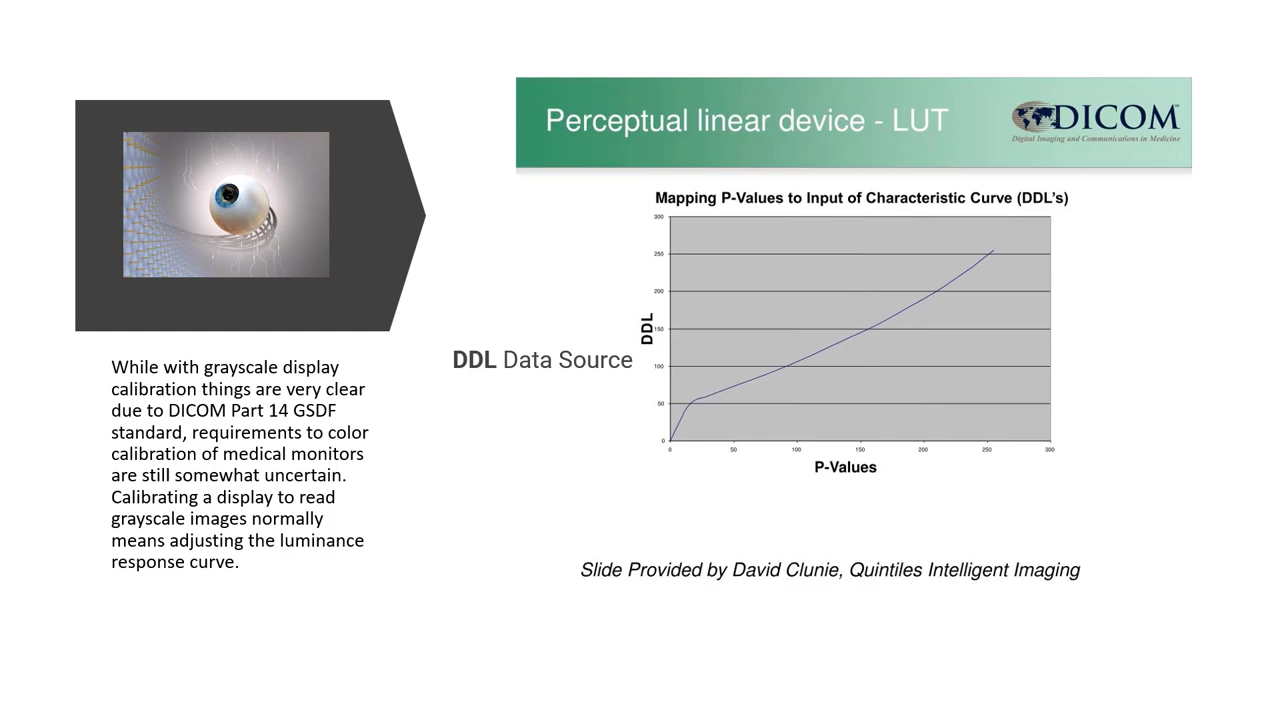 Perceptual linear device - LUT
DICOM
Digital Imaging and Communications in Medicine
While with grayscale display
calibration things are very clear
due to DICOM Part 14 GSDF
standard, requirements to color
calibration of medical monitors
are still somewhat uncertain.
Calibrating a display to read
grayscale images normally
means adjusting the luminance
response curve.
DDL Data Source
Mapping P-Values to Input of Characteristic Curve (DDL's)
300
250
200
150
100
50
0
DDL
0 50 100 150 200 250 300
P-Values
Slide Provided by David Clunie, Quintiles Intelligent Imaging